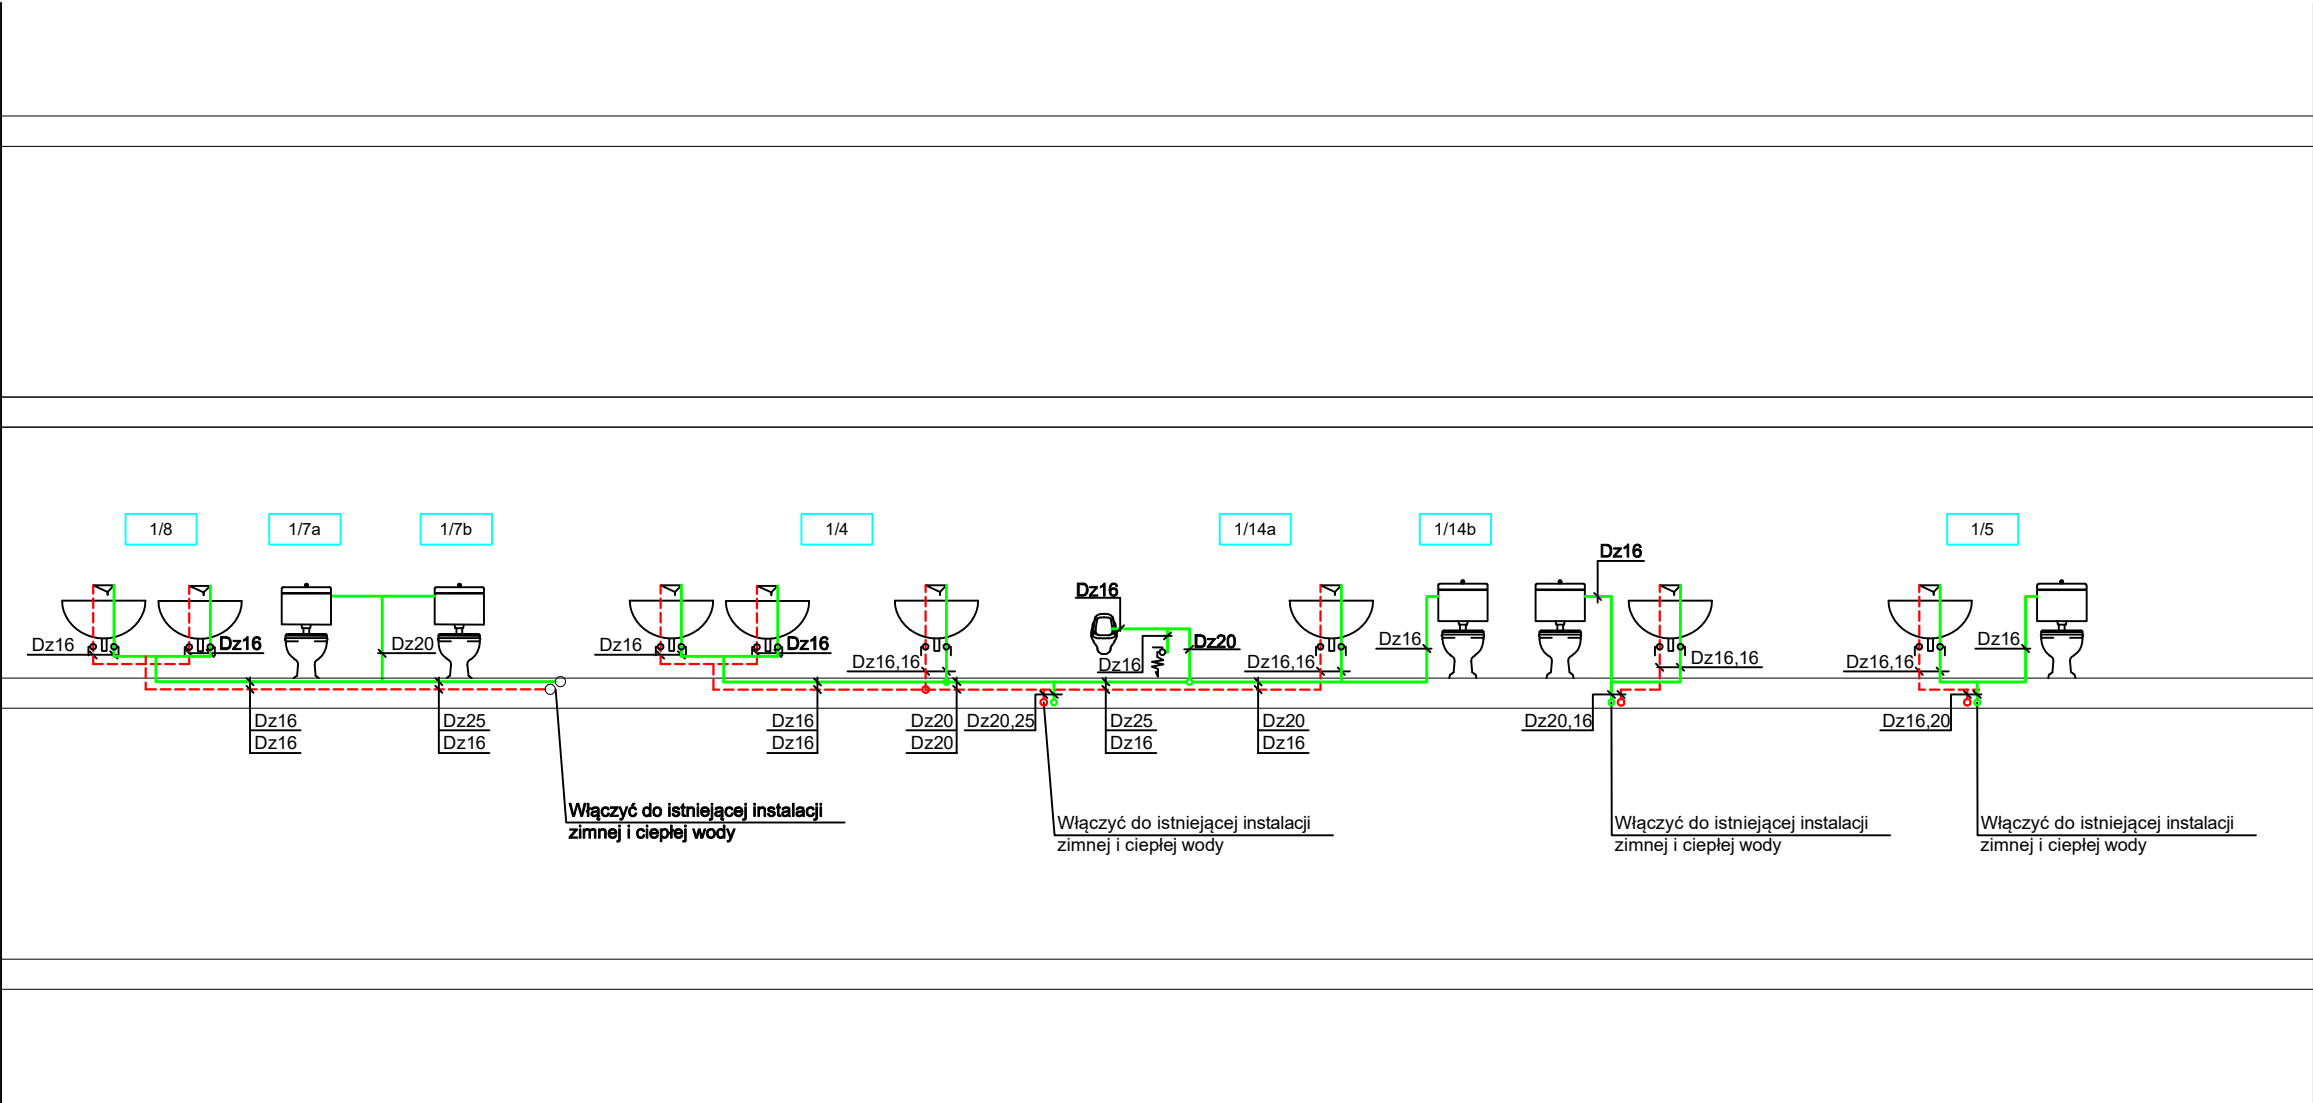 1/8
1/7a
1/7b
1/4
1/14a
1/14b
1/5
Dz16
Dz16
Dz16
Dz16
Dz20
Dz16
Dz16
Dz16,16
Dz16
Dz20
Dz16,16
Dz16
Dz16,16
Dz16,16
Dz16
Dz16
Dz16
Dz25
Dz16
Dz16
Dz16
Dz20
Dz20
Dz20,25
Dz25
Dz16
Dz20
Dz16
Dz20,16
Dz16,20
Włączyć do istniejącej instalacji
zimnej i ciepłej wody
Włączyć do istniejącej instalacji
zimnej i ciepłej wody
Włączyć do istniejącej instalacji
zimnej i ciepłej wody
Włączyć do istniejącej instalacji
zimnej i ciepłej wody